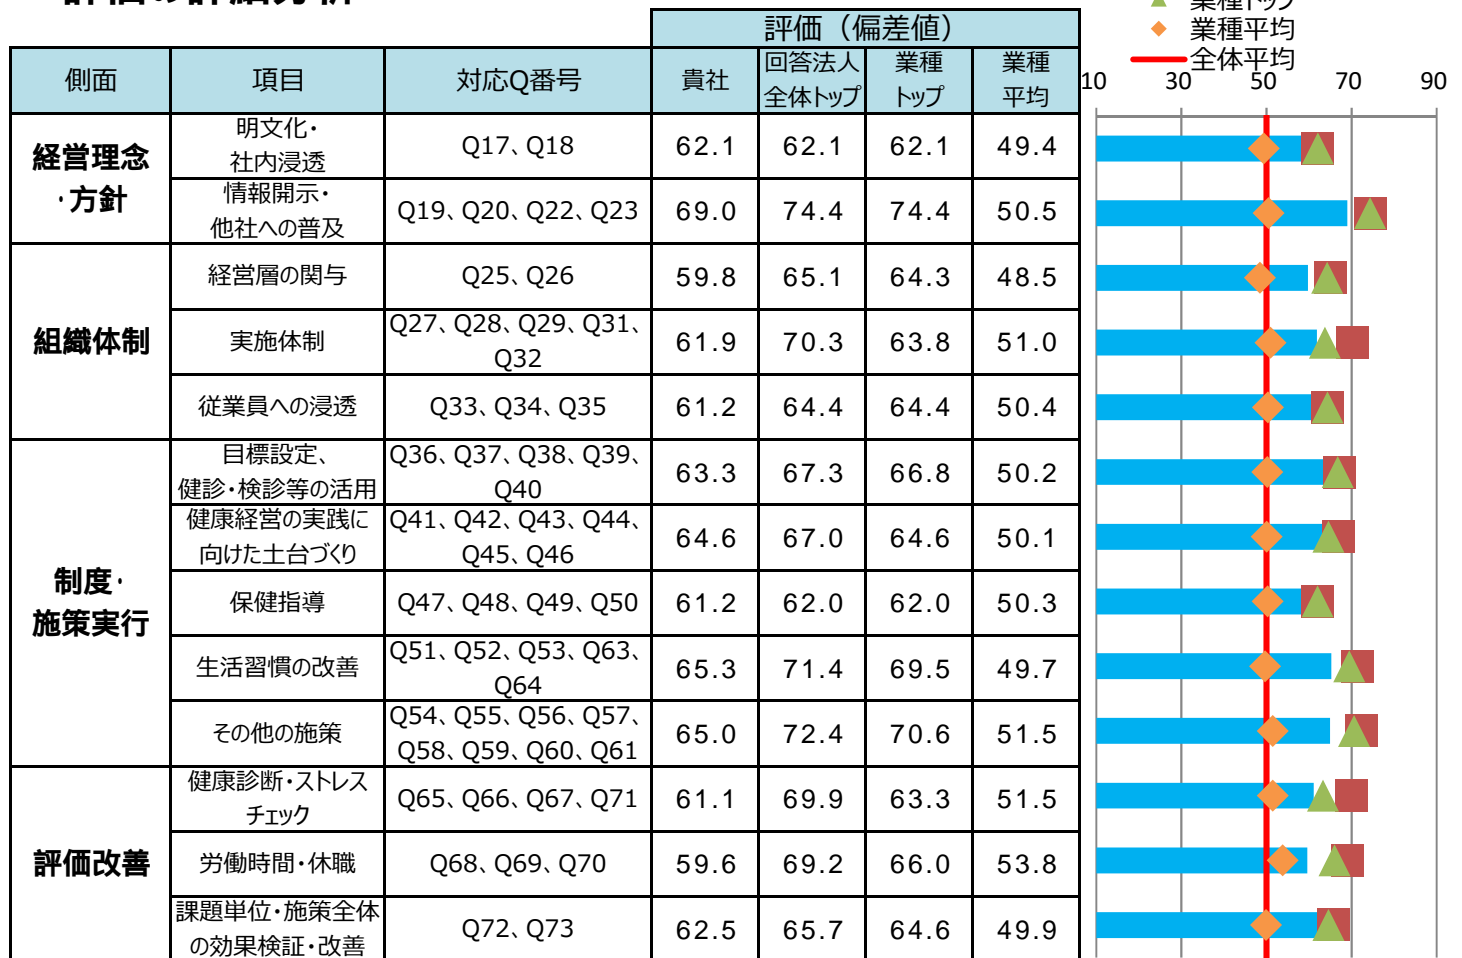 業種平均
全体平均
評価（偏差値）
側面 項目 対応Q番号 貴社 回答法人 業種 業種
全体トップ トップ 平均
10 30 50 70 90
経営理念
・方針
明文化・
社内浸透
Q17、Q18 62.1 62.1 62.1 49.4
情報開示・
他社への普及
Q19、Q20、Q22、Q23 69.0 74.4 74.4 50.5
組織体制
経営層の関与 Q25、Q26 59.8 65.1 64.3 48.5
実施体制
Q27、Q28、Q29、Q31、
Q32
61.9 70.3 63.8 51.0
従業員への浸透 Q33、Q34、Q35 61.2 64.4 64.4 50.4
制度・
施策実行
目標設定、
健診・検診等の活用
Q36、Q37、Q38、Q39、
Q40
63.3 67.3 66.8 50.2
健康経営の実践に
向けた土台づくり
Q41、Q42、Q43、Q44、
Q45、Q46
64.6 67.0 64.6 50.1
保健指導 Q47、Q48、Q49、Q50 61.2 62.0 62.0 50.3
生活習慣の改善
Q51、Q52、Q53、Q63、
Q64
65.3 71.4 69.5 49.7
その他の施策
Q54、Q55、Q56、Q57、
Q58、Q59、Q60、Q61
65.0 72.4 70.6 51.5
評価改善
健康診断・ストレス
チェック
Q65、Q66、Q67、Q71 61.1 69.9 63.3 51.5
労働時間・休職 Q68、Q69、Q70 59.6 69.2 66.0 53.8
課題単位・施策全体
の効果検証・改善
Q72、Q73 62.5 65.7 64.6 49.9